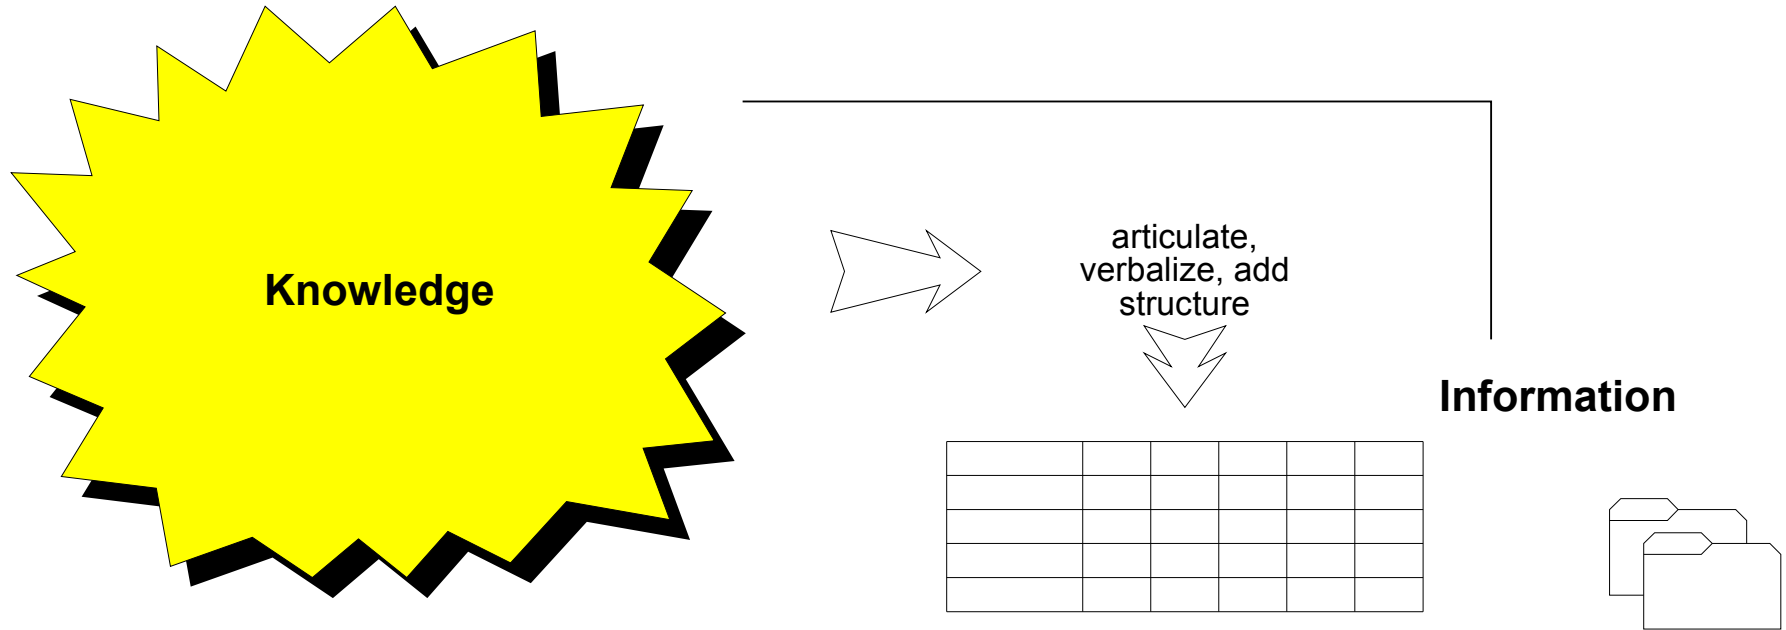 Knowledge
articulate,
verbalize, add
structure
Information